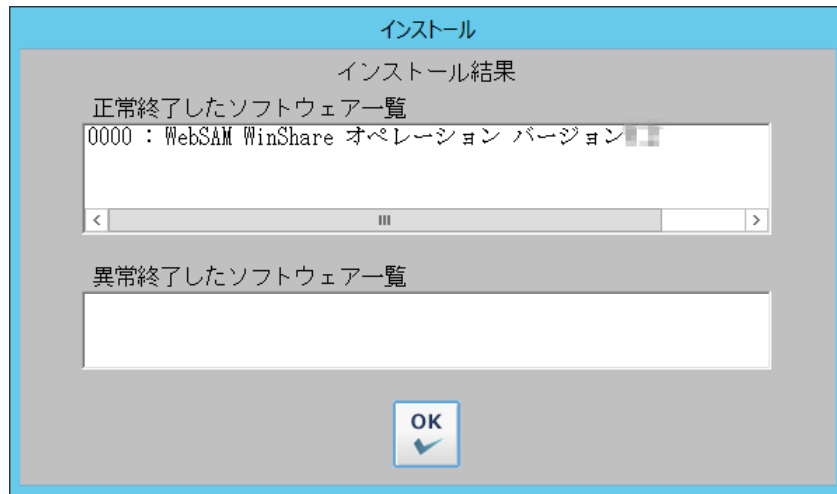 インストール
インストール結果
正常終了したソフトウェア一覧
0000 : WebSAM WinShare オペレーション バージョン
異常終了したソフトウェア一覧
OK